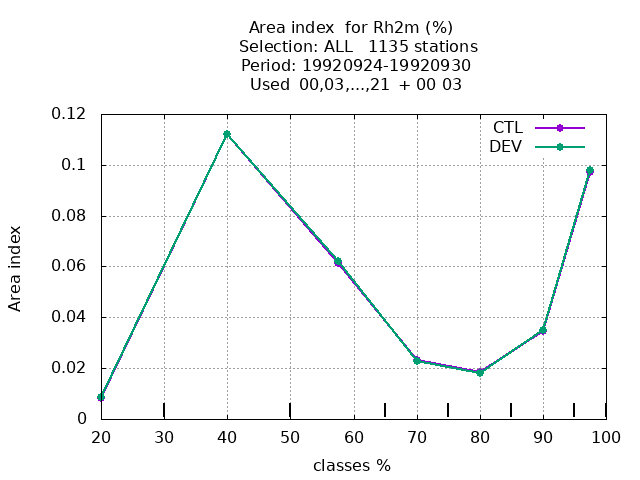 Area index  for Rh2m (%)
Selection: ALL   1135 stations
Period: 19920924-19920930
Used  00,03,...,21  + 00 03
CTL
DEV
0.12
0.1
0.08
0.06
0.04
0.02
0
Area index
20 30 40 50 60 70 80 90 100
classes %